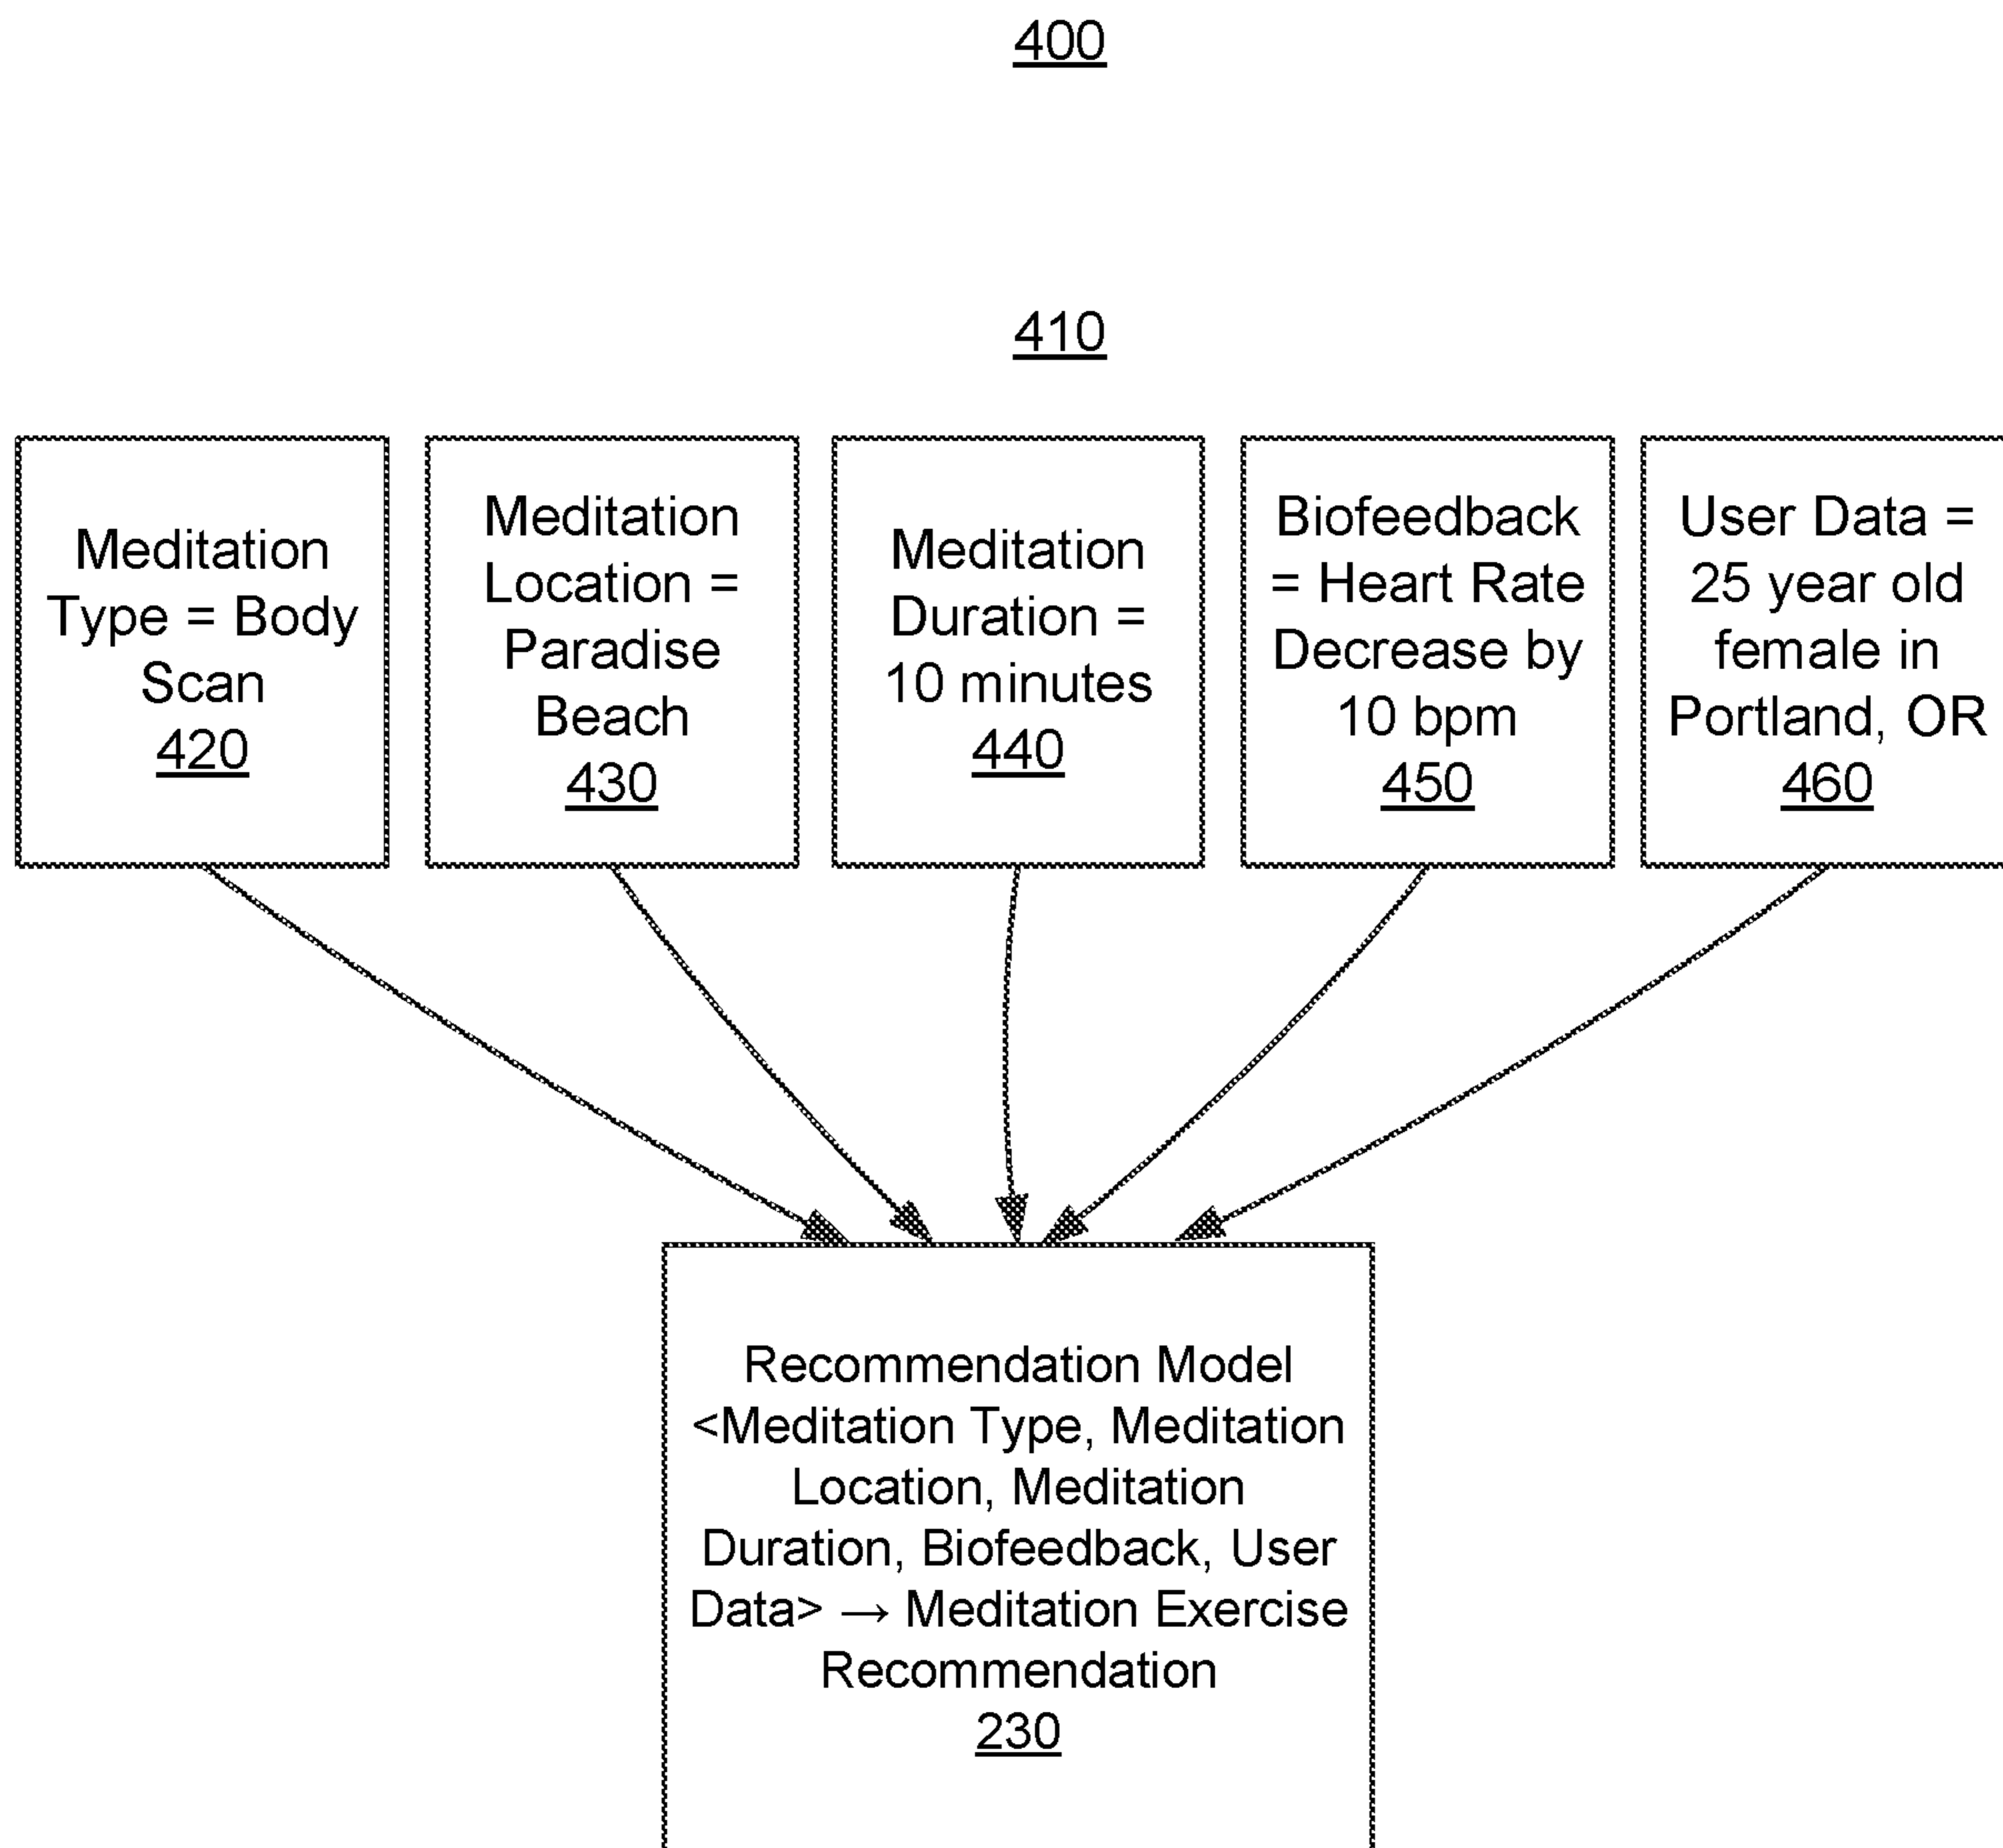 400
410
Meditation
Type = Body
Scan
420
Meditation
Location =
Paradise
Beach
430
Meditation
Duration =
10 minutes
440
Biofeedback
= Heart Rate
Decrease by
10 bpm
450
User Data =
25 year old
female in
Portland, OR
460
Recommendation Model
<Meditation Type, Meditation
Location, Meditation
Duration, Biofeedback, User
Data> → Meditation Exercise
Recommendation
230